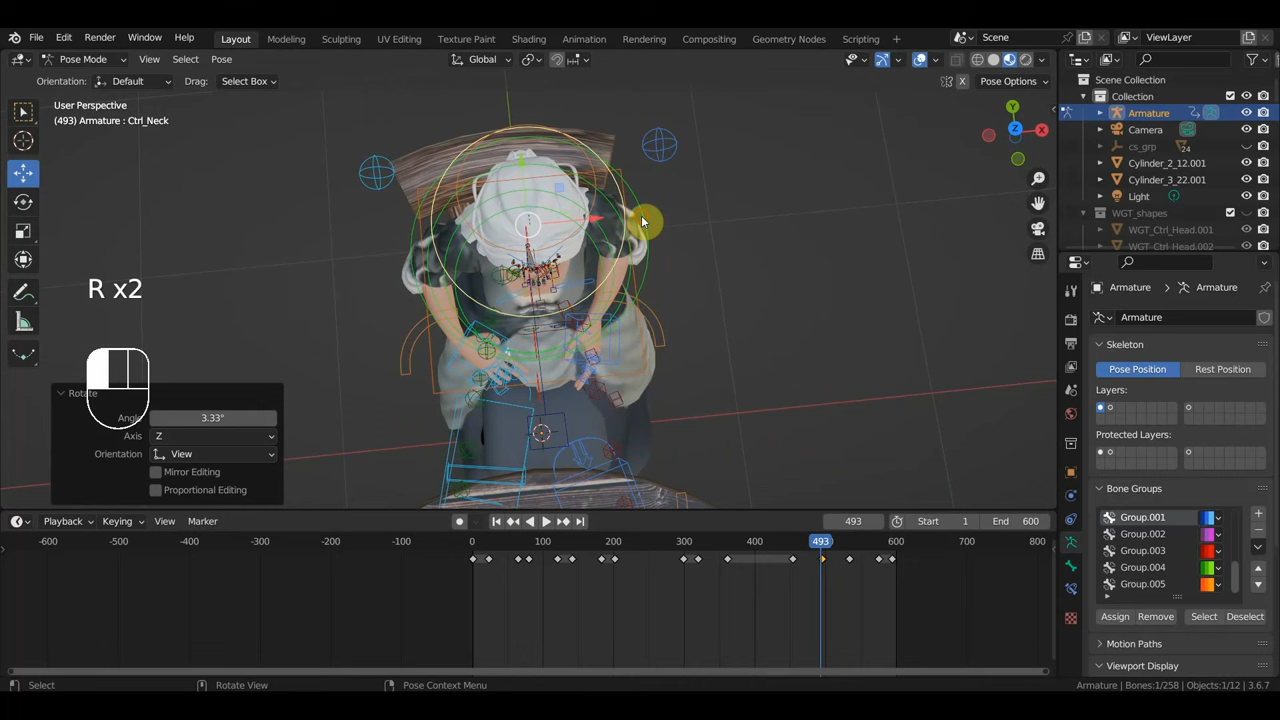 File Edit Render Window Help Layout Modeling Sculpting UV Editing Texture Paint Shading Animation Rendering Compositing Geometry Nodes Scripting + Scene ViewLayer
Pose Mode View Select Pose Global
Orientation: Default Drag: Select Box X Pose Options
User Perspective
(493) Armature : Ctrl_Neck
Scene Collection
Collection
Armature
Camera
cs_grp 24
Cylinder_2_12.001
Cylinder_3_22.001
Light
WGT_shapes
WGT_Ctrl_Head.001
WGT_Ctrl_Head.002
Y
Z
X
R x2
Rotate
Angle 3.33°
Axis Z
Orientation View
Mirror Editing
Proportional Editing
Armature Armature
Armature
Skeleton
Pose Position Rest Position
Layers:
Protected Layers:
Bone Groups
Group.001
Group.002
Group.003
Group.004
Group.005
Assign Remove Select Deselect
Motion Paths
Viewport Display
Playback Keying View Marker 493 Start 1 End 600
-600 -500 -400 -300 -200 -100 0 100 200 300 400 493 600 700 800
Select Rotate View Pose Context Menu Armature | Bones:1/258 | Objects:1/12 | 3.6.7